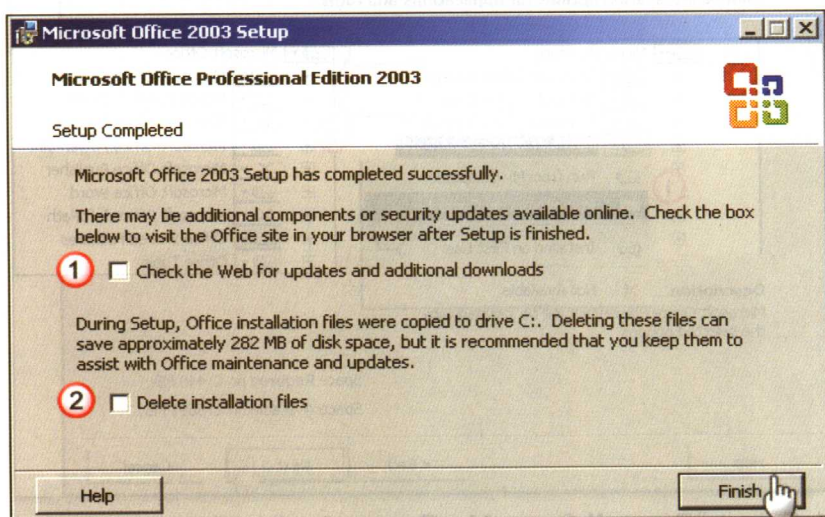 Microsoft Office 2003 Setup
Microsoft Office Professional Edition 2003
Setup Completed
Microsoft Office 2003 Setup has completed successfully.
There may be additional components or security updates available online. Check the box
below to visit the Office site in your browser after Setup is finished.
1 Check the Web for updates and additional downloads
During Setup, Office installation files were copied to drive C:. Deleting these files can
save approximately 282 MB of disk space, but it is recommended that you keep them to
assist with Office maintenance and updates.
2 Delete installation files
Help
Finish